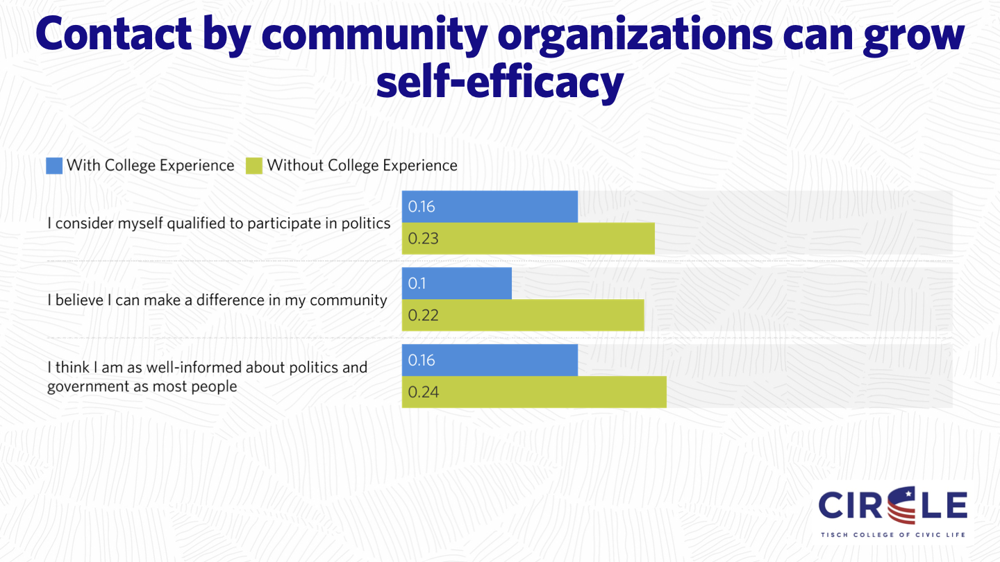 Contact by community organizations can grow
self-efficacy
With College Experience Without College Experience
I consider myself qualified to participate in politics
0.16
0.23
I believe I can make a difference in my community
0.1
0.22
I think I am as well-informed about politics and
government as most people
0.16
0.24
CIRCLE
TISCH COLLEGE OF CIVIC LIFE